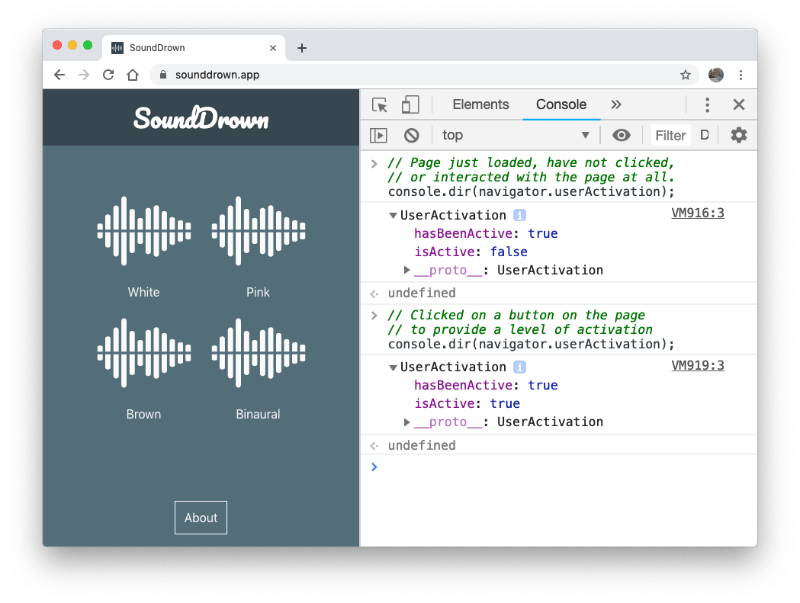 SoundDrown
sounddrown.app
SoundDrown
White
Pink
Brown
Binaural
About
Elements
Console
top
Filter
D
// Page just loaded, have not clicked,
// or interacted with the page at all.
console.dir(navigator.userActivation);
UserActivation i
VM916:3
hasBeenActive: true
isActive: false
__proto__: UserActivation
undefined
// Clicked on a button on the page
// to provide a level of activation
console.dir(navigator.userActivation);
UserActivation i
VM919:3
hasBeenActive: true
isActive: true
__proto__: UserActivation
undefined